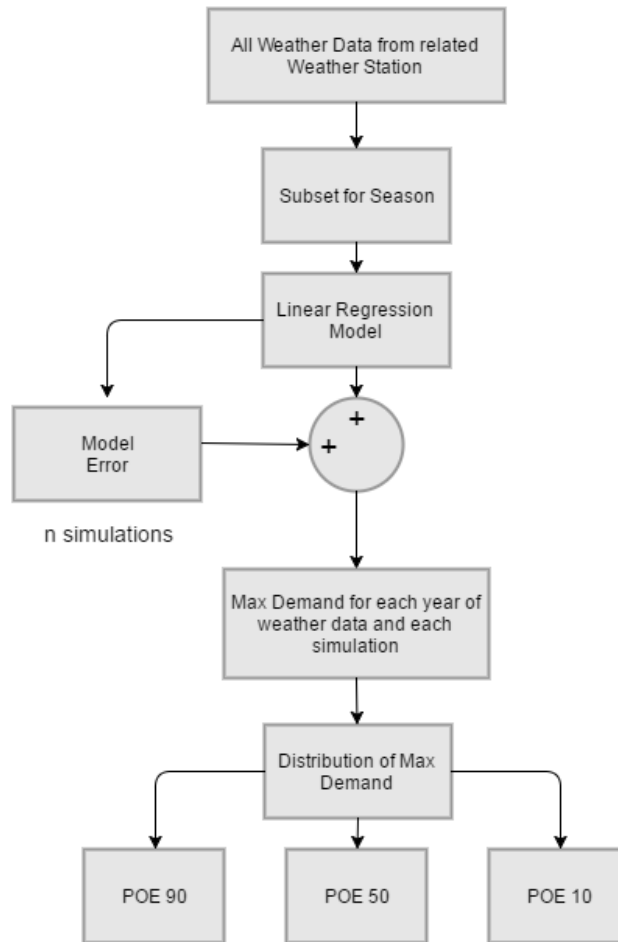 All Weather Data from related
Weather Station
Subset for Season
Linear Regression
Model
+
+
Model
Error
n simulations
Max Demand for each year of
weather data and each
simulation
Distribution of Max
Demand
POE 90
POE 50
POE 10